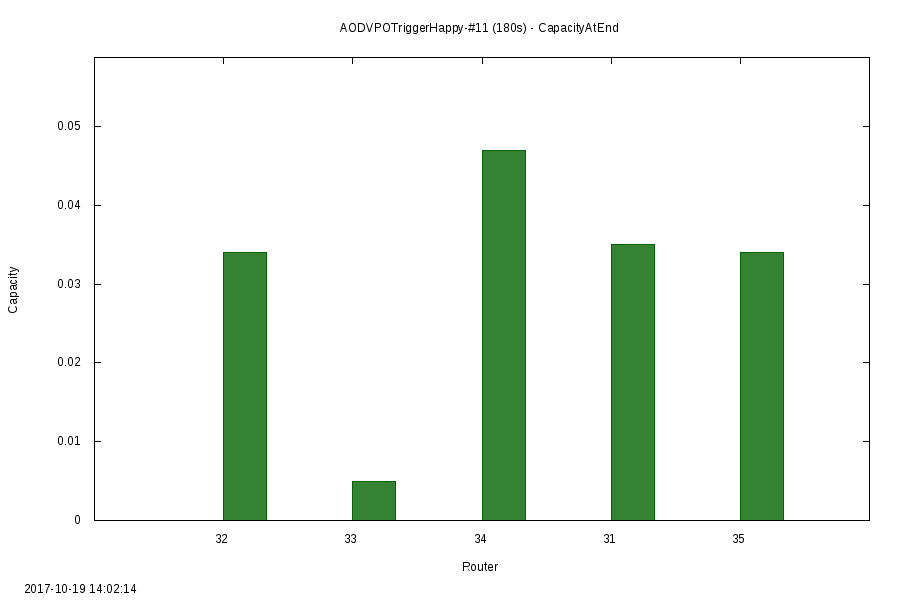 AODVPOTriggerHappy-#11 (180s) - CapacityAtEnd
0.05
0.04
0.03
0.02
0.01
0
Capacity
32 33 34 31 35
Router
2017-10-19 14:02:14